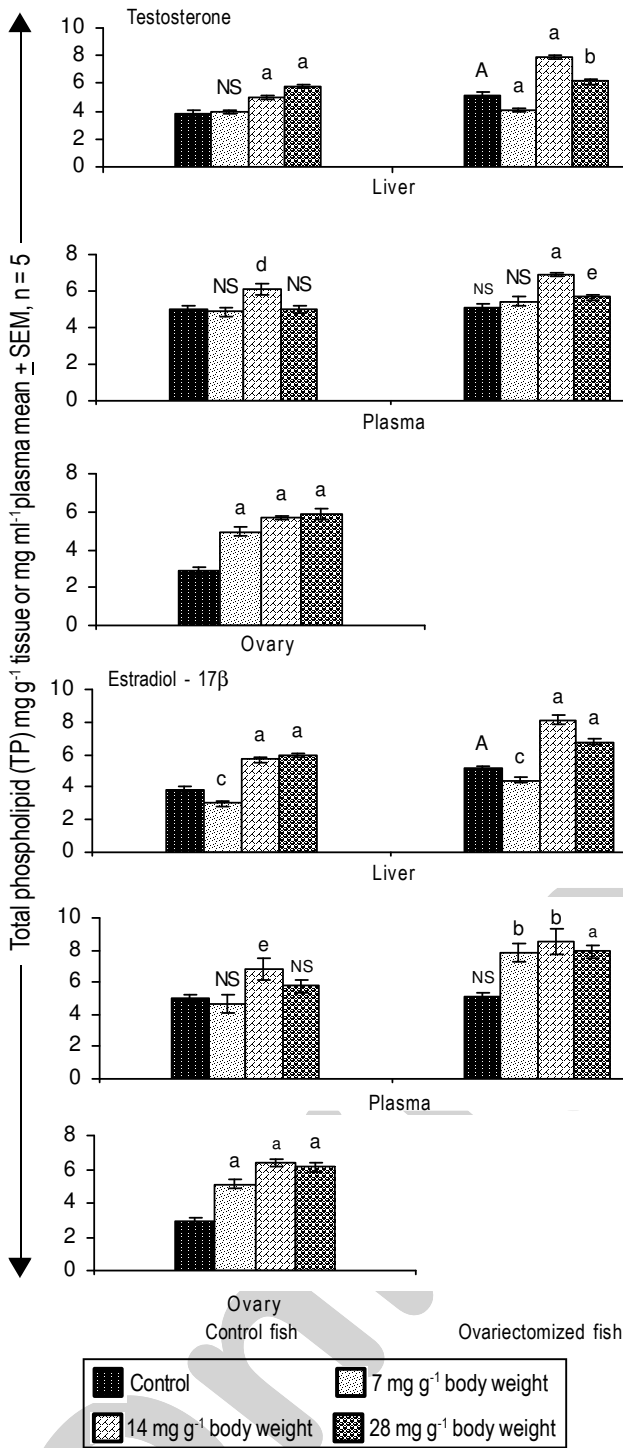 Total phospholipid (TP) mg g-1 tissue or mg ml-1 plasma mean ± SEM, n = 5
Testosterone
8
6
4
2
0
NS a a
A a a b
Liver
8
6
4
2
0
NS d NS
NS NS a e
Plasma
8
6
4
2
0
a a a
Ovary
Estradiol - 17β
10
8
6
4
2
0
c a a
A c a a
Liver
10
8
6
4
2
0
NS e NS
NS b b a
Plasma
8
6
4
2
0
a a a
Ovary
Control fish Ovariectomized fish
Control 7 mg g-1 body weight
14 mg g-1 body weight 28 mg g-1 body weight